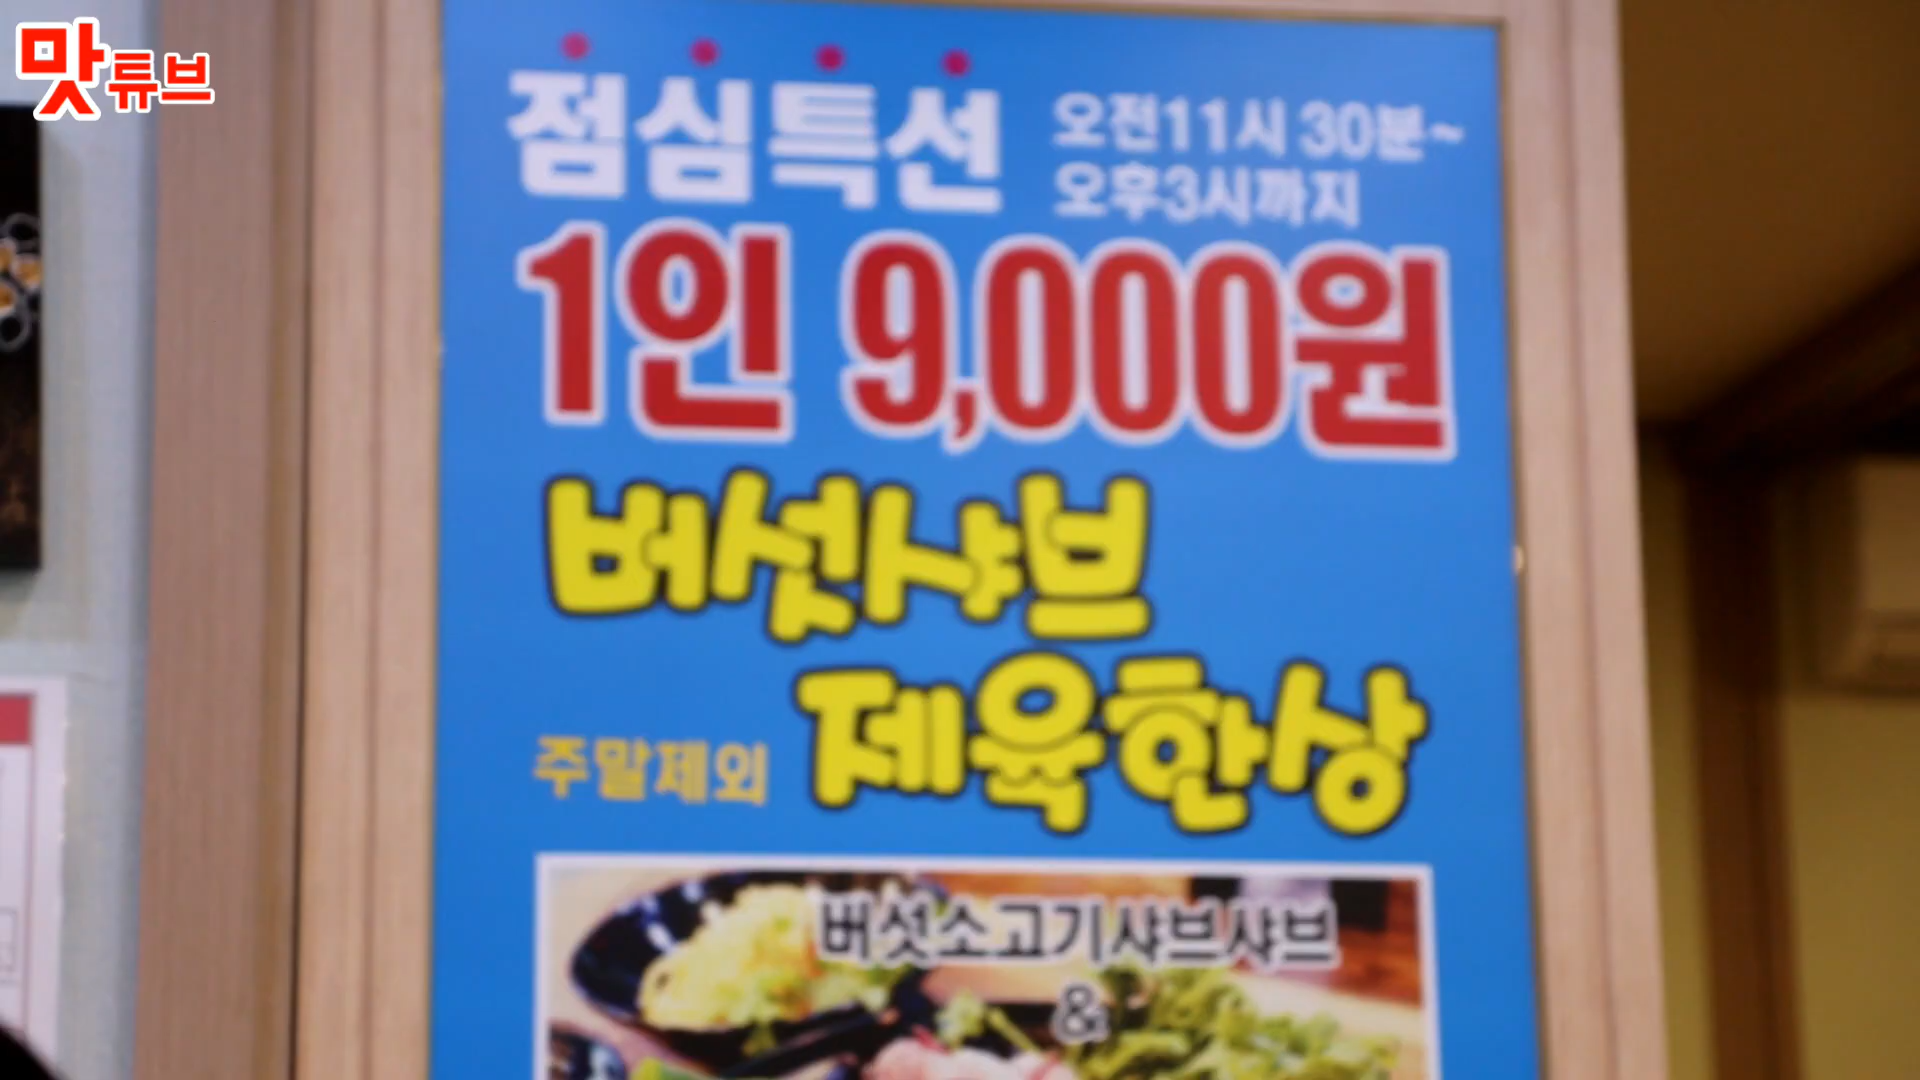 맛튜브
점심특선
오전11시 30분~
오후3시까지
1인 9,000원
버섯샤브
제육한상
주말제외
버섯소고기샤브샤브
&